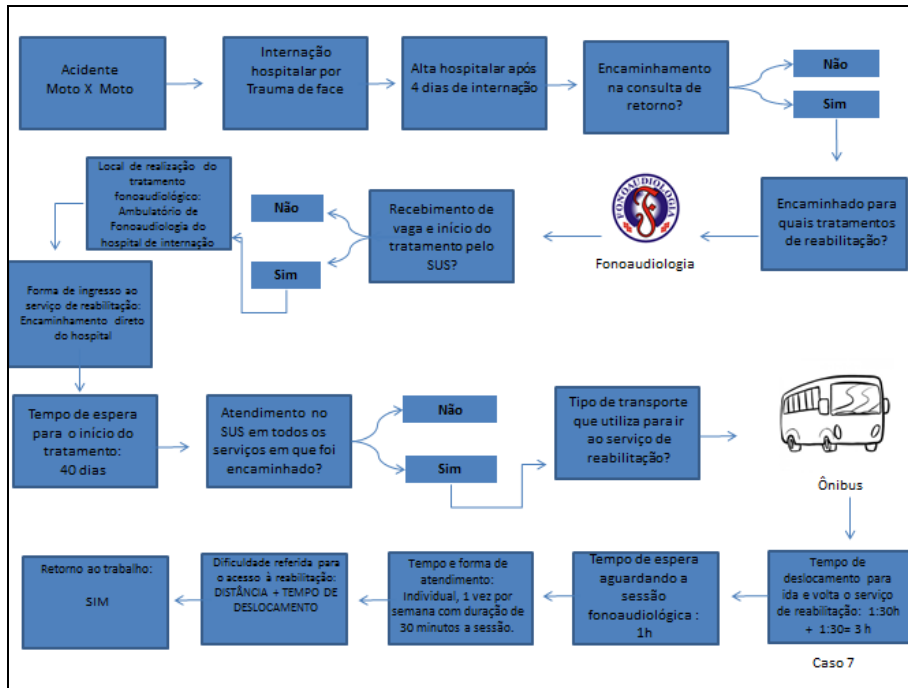 Acidente
Moto X Moto
Internação
hospitalar por
Trauma de face
Alta hospitalar após
4 dias de internação
Encaminhamento
na consulta de
retorno?
Não
Sim
Encaminhado para
quais tratamentos
de reabilitação?
FONOAUDIOLOGIA
Fonoaudiologia
Recebimento de
vaga e início do
tratamento pelo
SUS?
Não
Sim
Local de realização do
tratamento
fonoaudiológico:
Ambulatório de
Fonoaudiologia do
hospital de internação
Forma de ingresso ao
serviço de reabilitação:
Encaminhamento direto
do hospital
Tempo de espera
para o início do
tratamento:
40 dias
Atendimento no
SUS em todos os
serviços em que foi
encaminhado?
Não
Sim
Tipo de transporte
que utiliza para ir
ao serviço de
reabilitação?
Ônibus
Tempo de
deslocamento para
ida e volta o serviço
de reabilitação: 1:30h
+ 1:30= 3 h
Tempo de espera
aguardando a
sessão
fonoaudiológica :
1h
Tempo e forma de
atendimento:
Individual, 1 vez por
semana com duração de
30 minutos a sessão.
Dificuldade referida para
o acesso à reabilitação:
DISTÂNCIA + TEMPO DE
DESLOCAMENTO
Retorno ao trabalho:
SIM
Caso 7